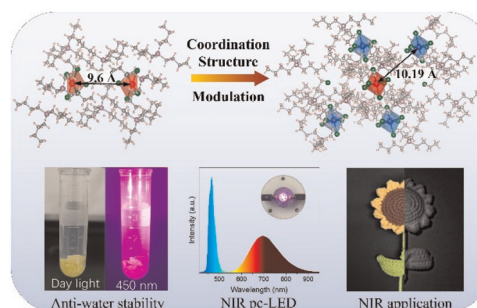 Coordination
Structure
9.6 Å
10.19 Å
Modulation
Day light
450 nm
Intensity (a.u.)
500 600 700 800 900
Wavelength (nm)
Anti-water stability
NIR pc-LED
NIR application